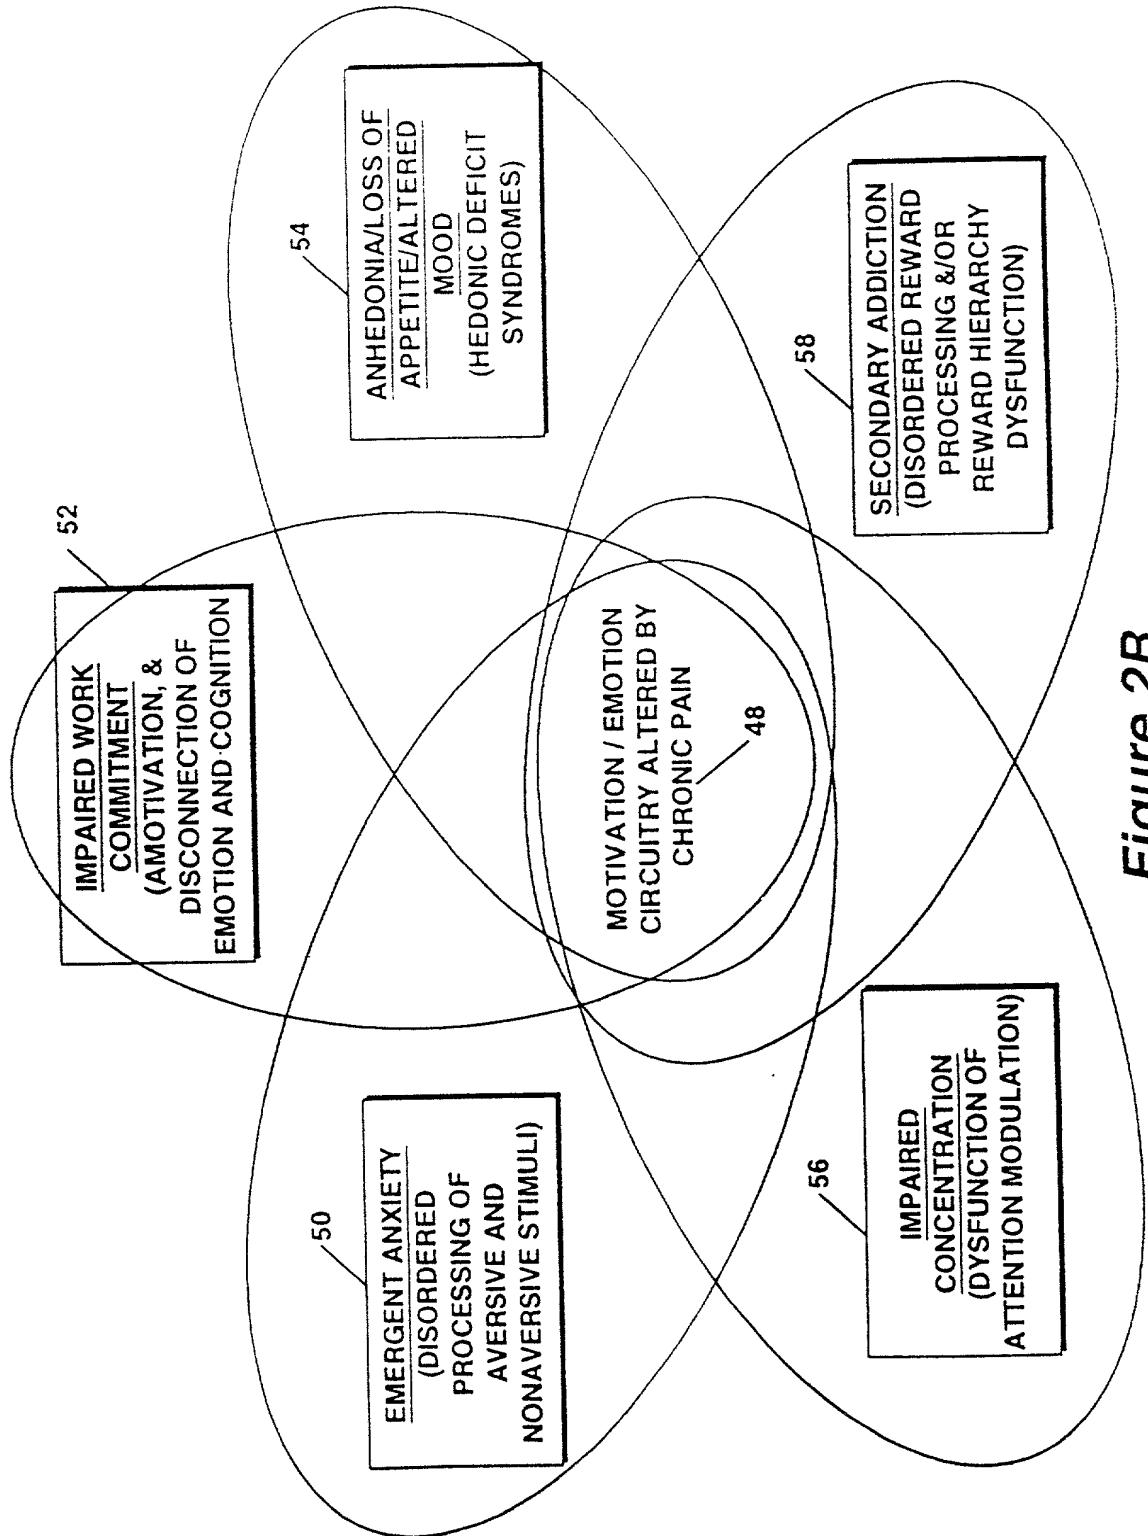 52
IMPAIRED WORK
COMMITMENT
(AMOTIVATION, &
DISCONNECTION OF
EMOTION AND COGNITION
50
EMERGENT ANXIETY
(DISORDERED
PROCESSING OF
AVERSIVE AND
NONAVERSIVE STIMULI)
54
ANHEDONIA/LOSS OF
APPETITE/ALTERED
MOOD
(HEDONIC DEFICIT
SYNDROMES)
MOTIVATION / EMOTION
CIRCUITRY ALTERED BY
CHRONIC PAIN
48
56
IMPAIRED
CONCENTRATION
(DYSFUNCTION OF
ATTENTION MODULATION)
58
SECONDARY ADDICTION
(DISORDERED REWARD
PROCESSING &/OR
REWARD HIERARCHY
DYSFUNCTION)
Figure 2B